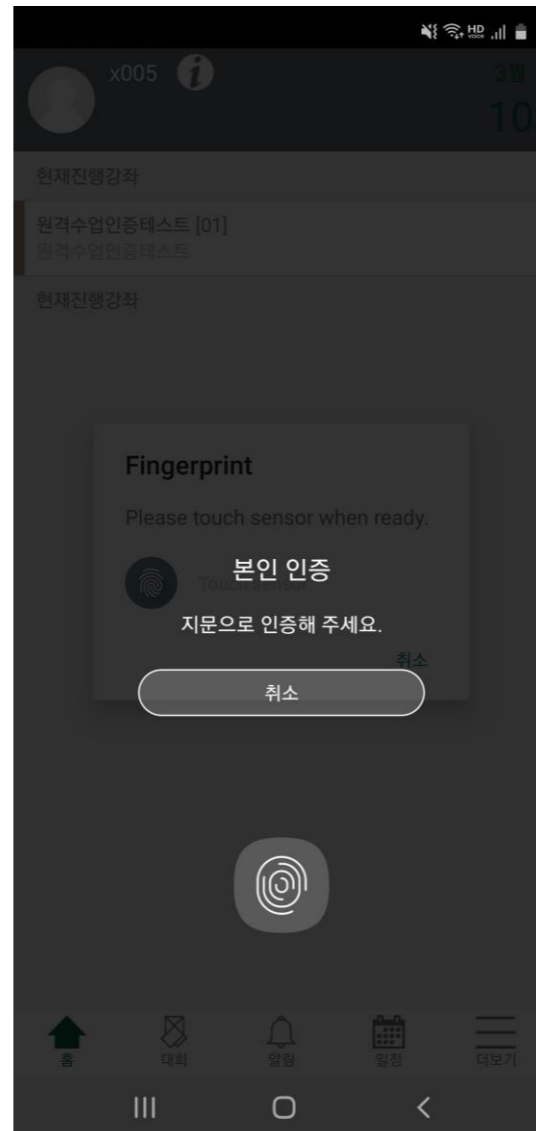 HD
voice
x005
i
3월
10
현재진행강좌
원격수업인증테스트 [01]
원격수업인증테스트
현재진행강좌
Fingerprint
Please touch sensor when ready.
본인 인증
지문으로 인증해 주세요.
취소
취소
홈
대화
알림
일정
더보기